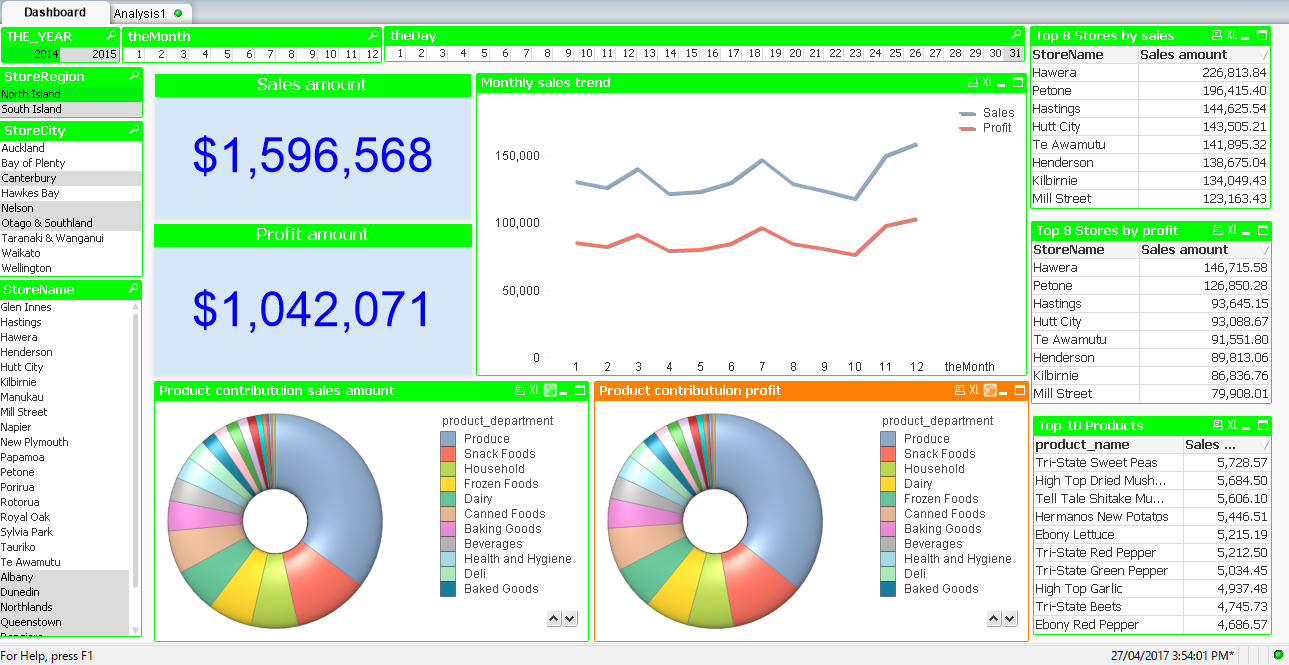 Dashboard
Analysis1
THE_YEAR
2014 2015
theMonth
1 2 3 4 5 6 7 8 9 10 11 12
theDay
1 2 3 4 5 6 7 8 9 10 11 12 13 14 15 16 17 18 19 20 21 22 23 24 25 26 27 28 29 30 31
StoreRegion
North Island
South Island
StoreCity
Auckland
Bay of Plenty
Canterbury
Hawkes Bay
Nelson
Otago & Southland
Taranaki & Wanganui
Waikato
Wellington
StoreName
Glen Innes
Hastings
Hawera
Henderson
Hutt City
Kilbirnie
Manukau
Mill Street
Napier
New Plymouth
Papamoa
Petone
Porirua
Rotorua
Royal Oak
Sylvia Park
Tauriko
Te Awamutu
Albany
Dunedin
Northlands
Queenstown
Sales amount
$1,596,568
Profit amount
$1,042,071
Monthly sales trend
XL
Sales
Profit
150,000
100,000
50,000
0
1 2 3 4 5 6 7 8 9 10 11 12 theMonth
Product contributuion sales amount
XL
product_department
Produce
Snack Foods
Household
Frozen Foods
Dairy
Canned Foods
Baking Goods
Beverages
Health and Hygiene
Deli
Baked Goods
Product contributuion profit
XL
product_department
Produce
Snack Foods
Household
Dairy
Frozen Foods
Canned Foods
Baking Goods
Beverages
Health and Hygiene
Deli
Baked Goods
Top 8 Stores by sales XL
StoreName Sales amount
Hawera 226,813.84
Petone 196,415.40
Hastings 144,625.54
Hutt City 143,505.21
Te Awamutu 141,895.32
Henderson 138,675.04
Kilbirnie 134,049.43
Mill Street 123,163.43
Top 8 Stores by profit XL
StoreName Sales amount
Hawera 146,715.58
Petone 126,850.28
Hastings 93,645.15
Hutt City 93,088.67
Te Awamutu 91,551.80
Henderson 89,813.06
Kilbirnie 86,836.76
Mill Street 79,908.01
Top 10 Products XL
product_name Sales ...
Tri-State Sweet Peas 5,728.57
High Top Dried Mush... 5,684.50
Tell Tale Shitake Mu... 5,606.10
Hermanos New Potatos 5,446.51
Ebony Lettuce 5,215.19
Tri-State Red Pepper 5,212.50
Tri-State Green Pepper 5,034.45
High Top Garlic 4,937.48
Tri-State Beets 4,745.73
Ebony Red Pepper 4,686.57
For Help, press F1
27/04/2017 3:54:01 PM*